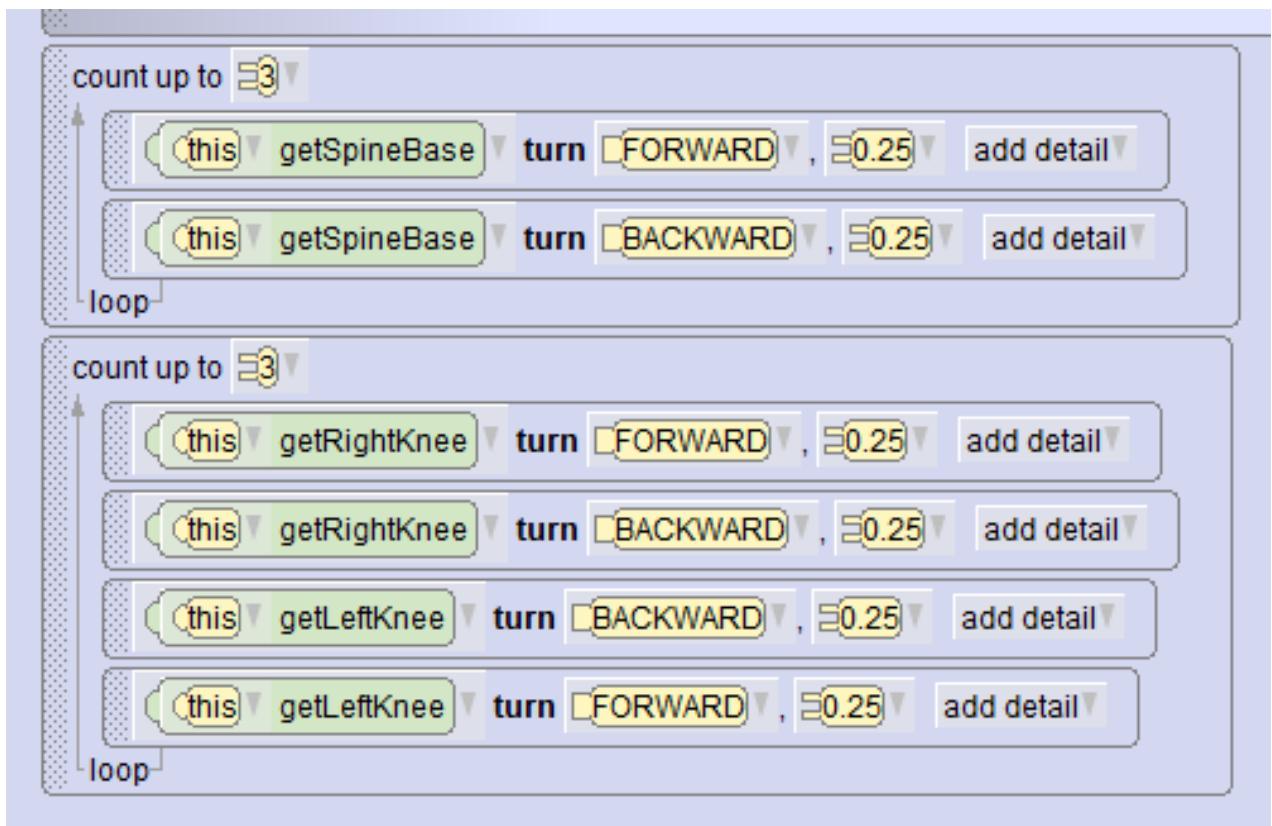 count up to 3
this getSpineBase turn FORWARD , 0.25 add detail
this getSpineBase turn BACKWARD , 0.25 add detail
loop
count up to 3
this getRightKnee turn FORWARD , 0.25 add detail
this getRightKnee turn BACKWARD , 0.25 add detail
this getLeftKnee turn BACKWARD , 0.25 add detail
this getLeftKnee turn FORWARD , 0.25 add detail
loop